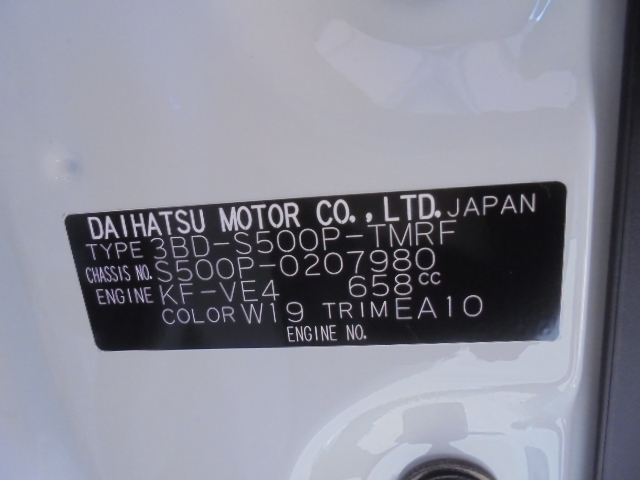 DAIHATSU MOTOR CO., LTD. JAPAN
TYPE 3BD-S500P-TMRF
CHASSIS NO. S500P-0207980
ENGINE KF-VE4 658cc
COLOR W19 TRIM EA10
ENGINE NO.